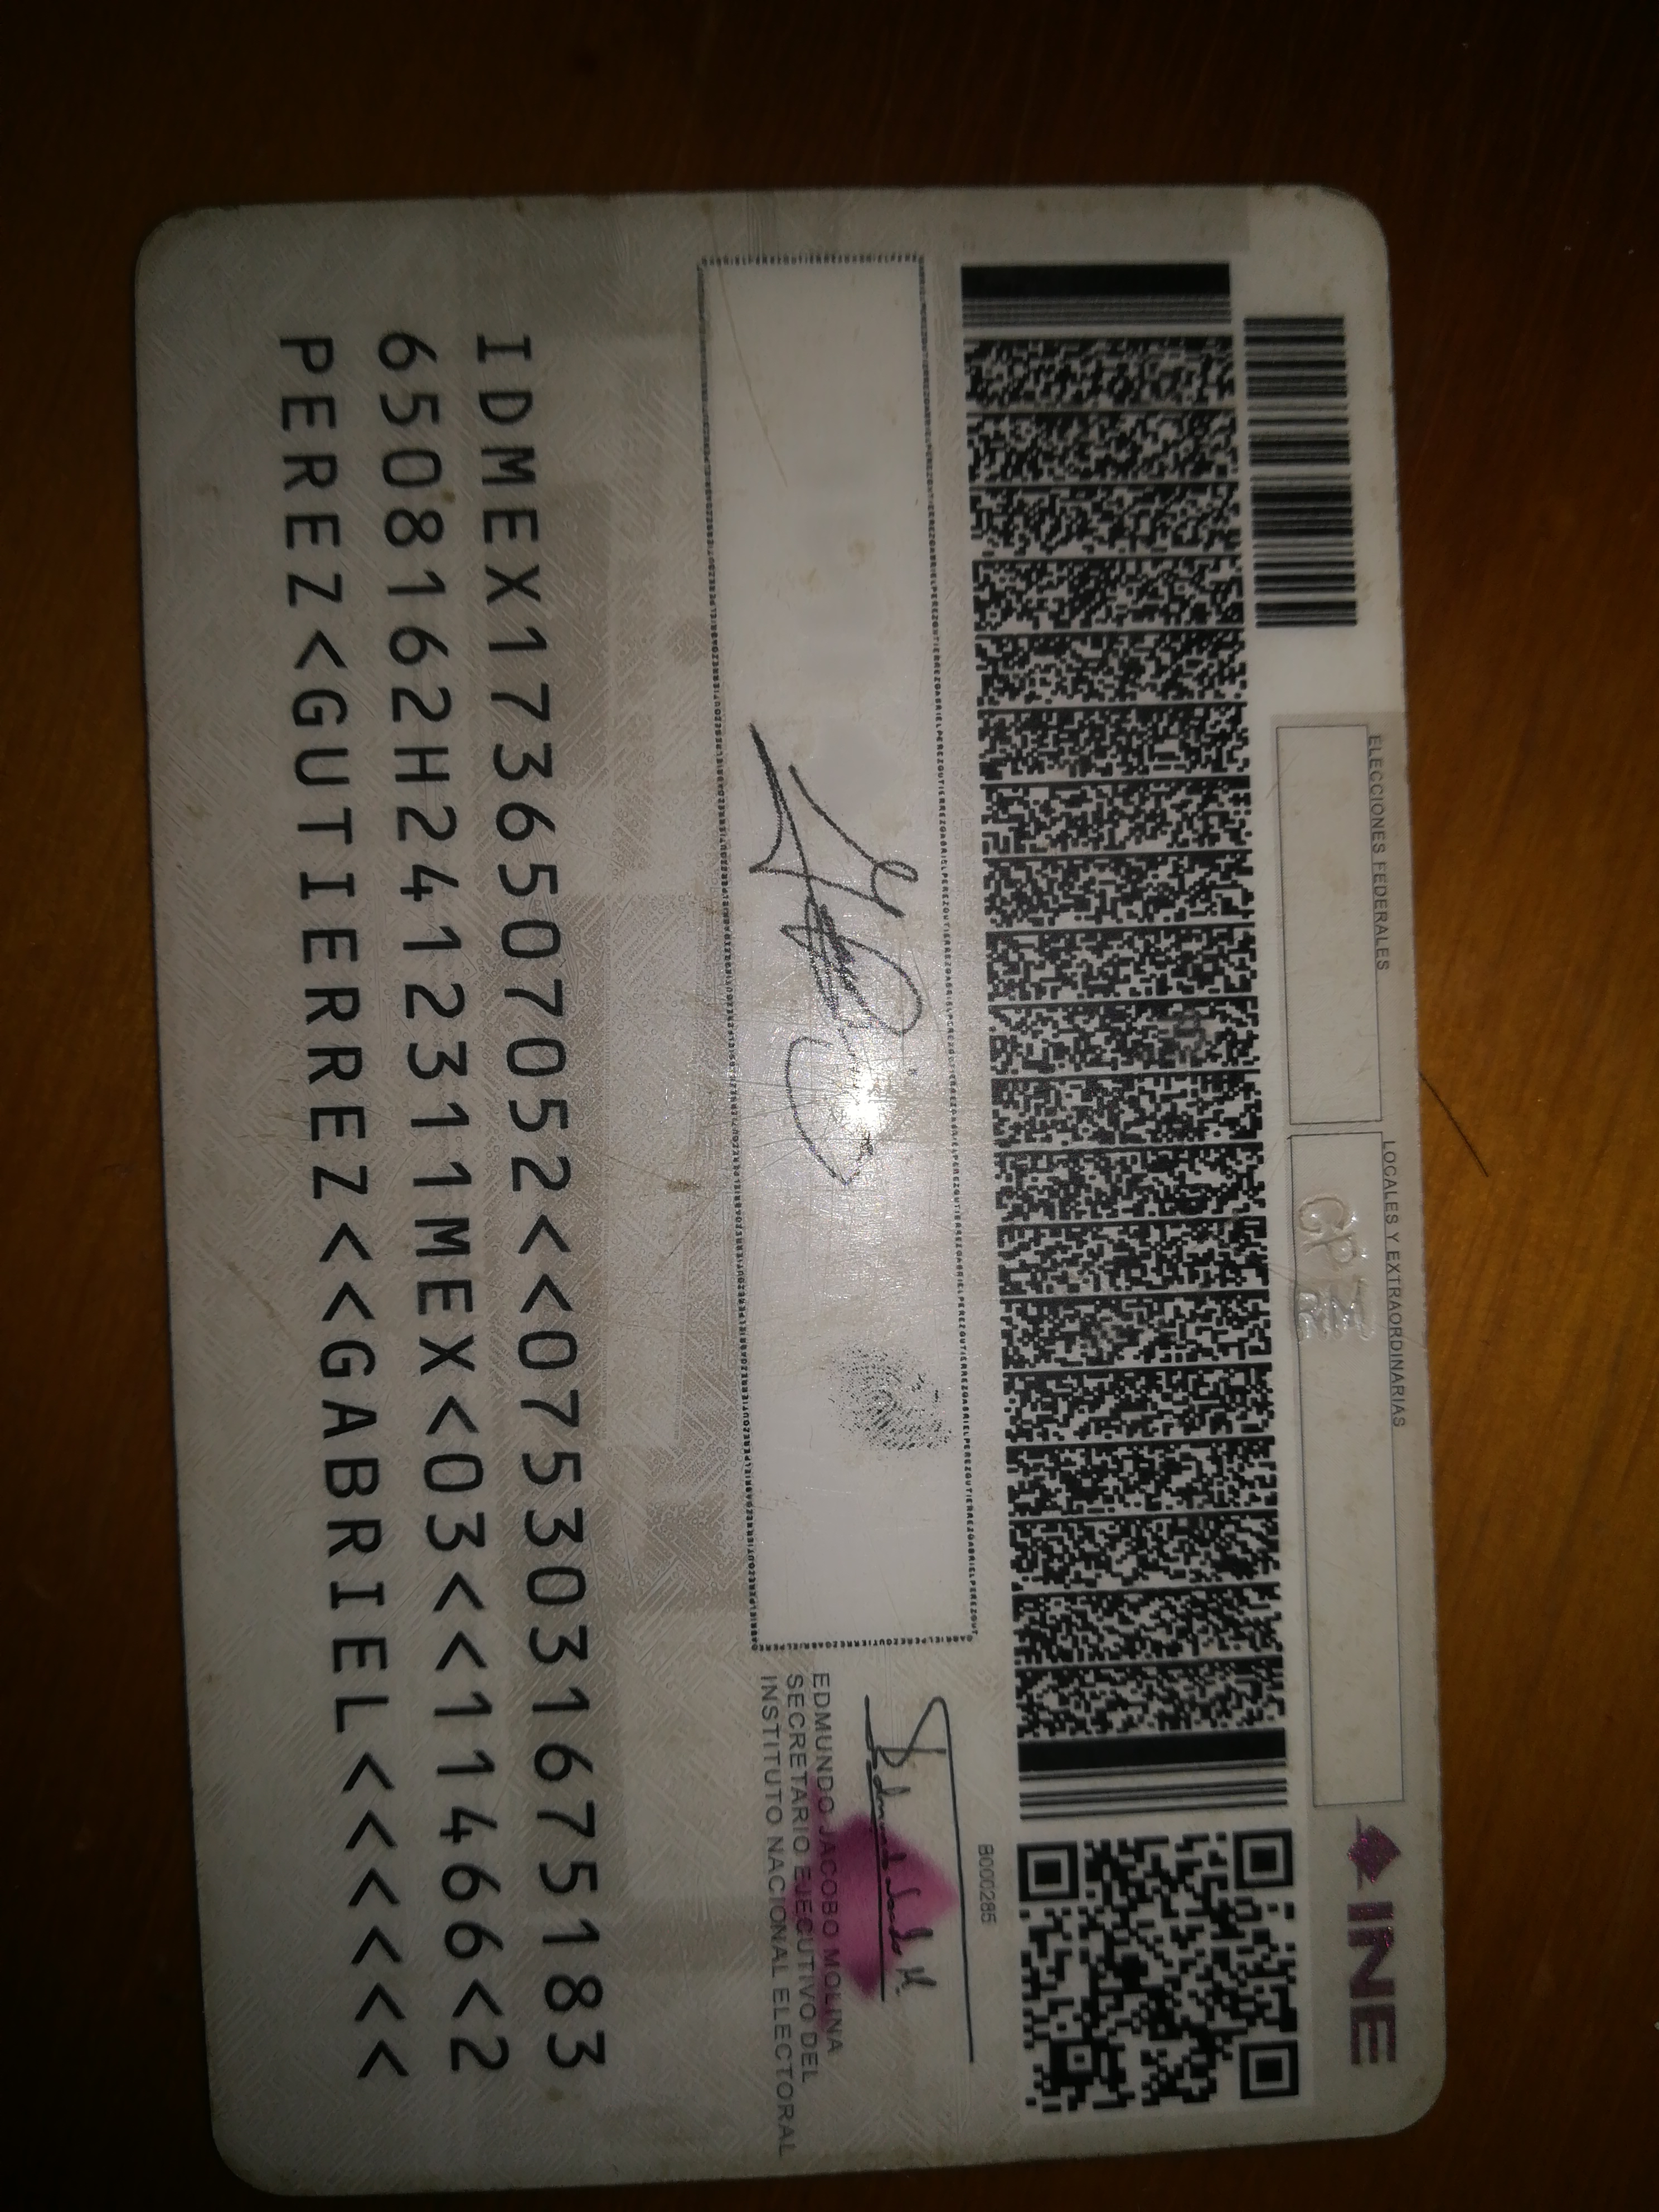 ELECCIONES FEDERALES
LOCALES Y EXTRAORDINARIAS
INE
B000285
EDMUNDO JACOBO MOLINA
SECRETARIO EJECUTIVO DEL
INSTITUTO NACIONAL ELECTORAL
IDMEX1736507052<<0753031675183
6508162H2412311MEX<03<<11466<2
PEREZ<GUTIERREZ<<GABRIEL<<<<<<